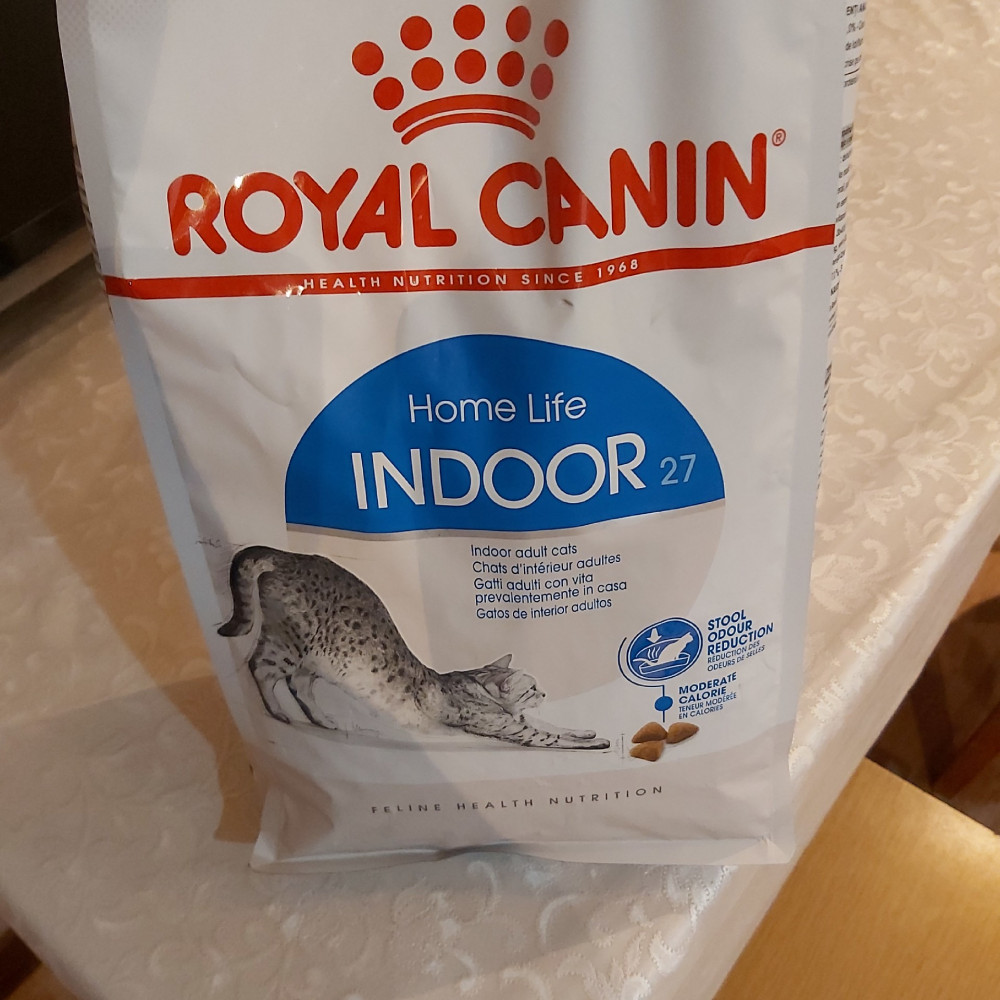 ROYAL CANIN®
HEALTH NUTRITION SINCE 1968
Home Life
INDOOR 27
Indoor adult cats
Chats d'intérieur adultes
Gatti adulti con vita
prevalentemente in casa
Gatos de interior adultos
STOOL
ODOUR
REDUCTION
RÉDUCTION DES
ODEURS DE SELLES
MODERATE
CALORIE
TENEUR MODÉRÉE
EN CALORIES
FELINE HEALTH NUTRITION